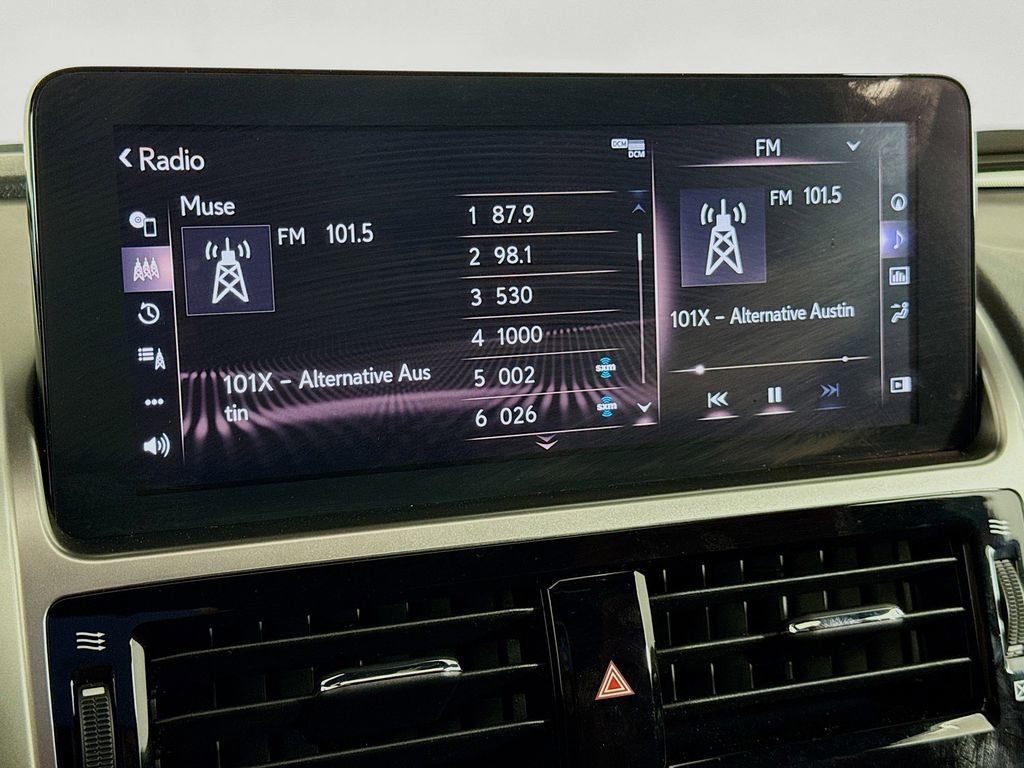 Radio
DCM
DCM
Muse
FM 101.5
101X - Alternative Aus
tin
1 87.9
2 98.1
3 530
4 1000
5 002 sxm
6 026 sxm
FM
FM 101.5
101X - Alternative Austin